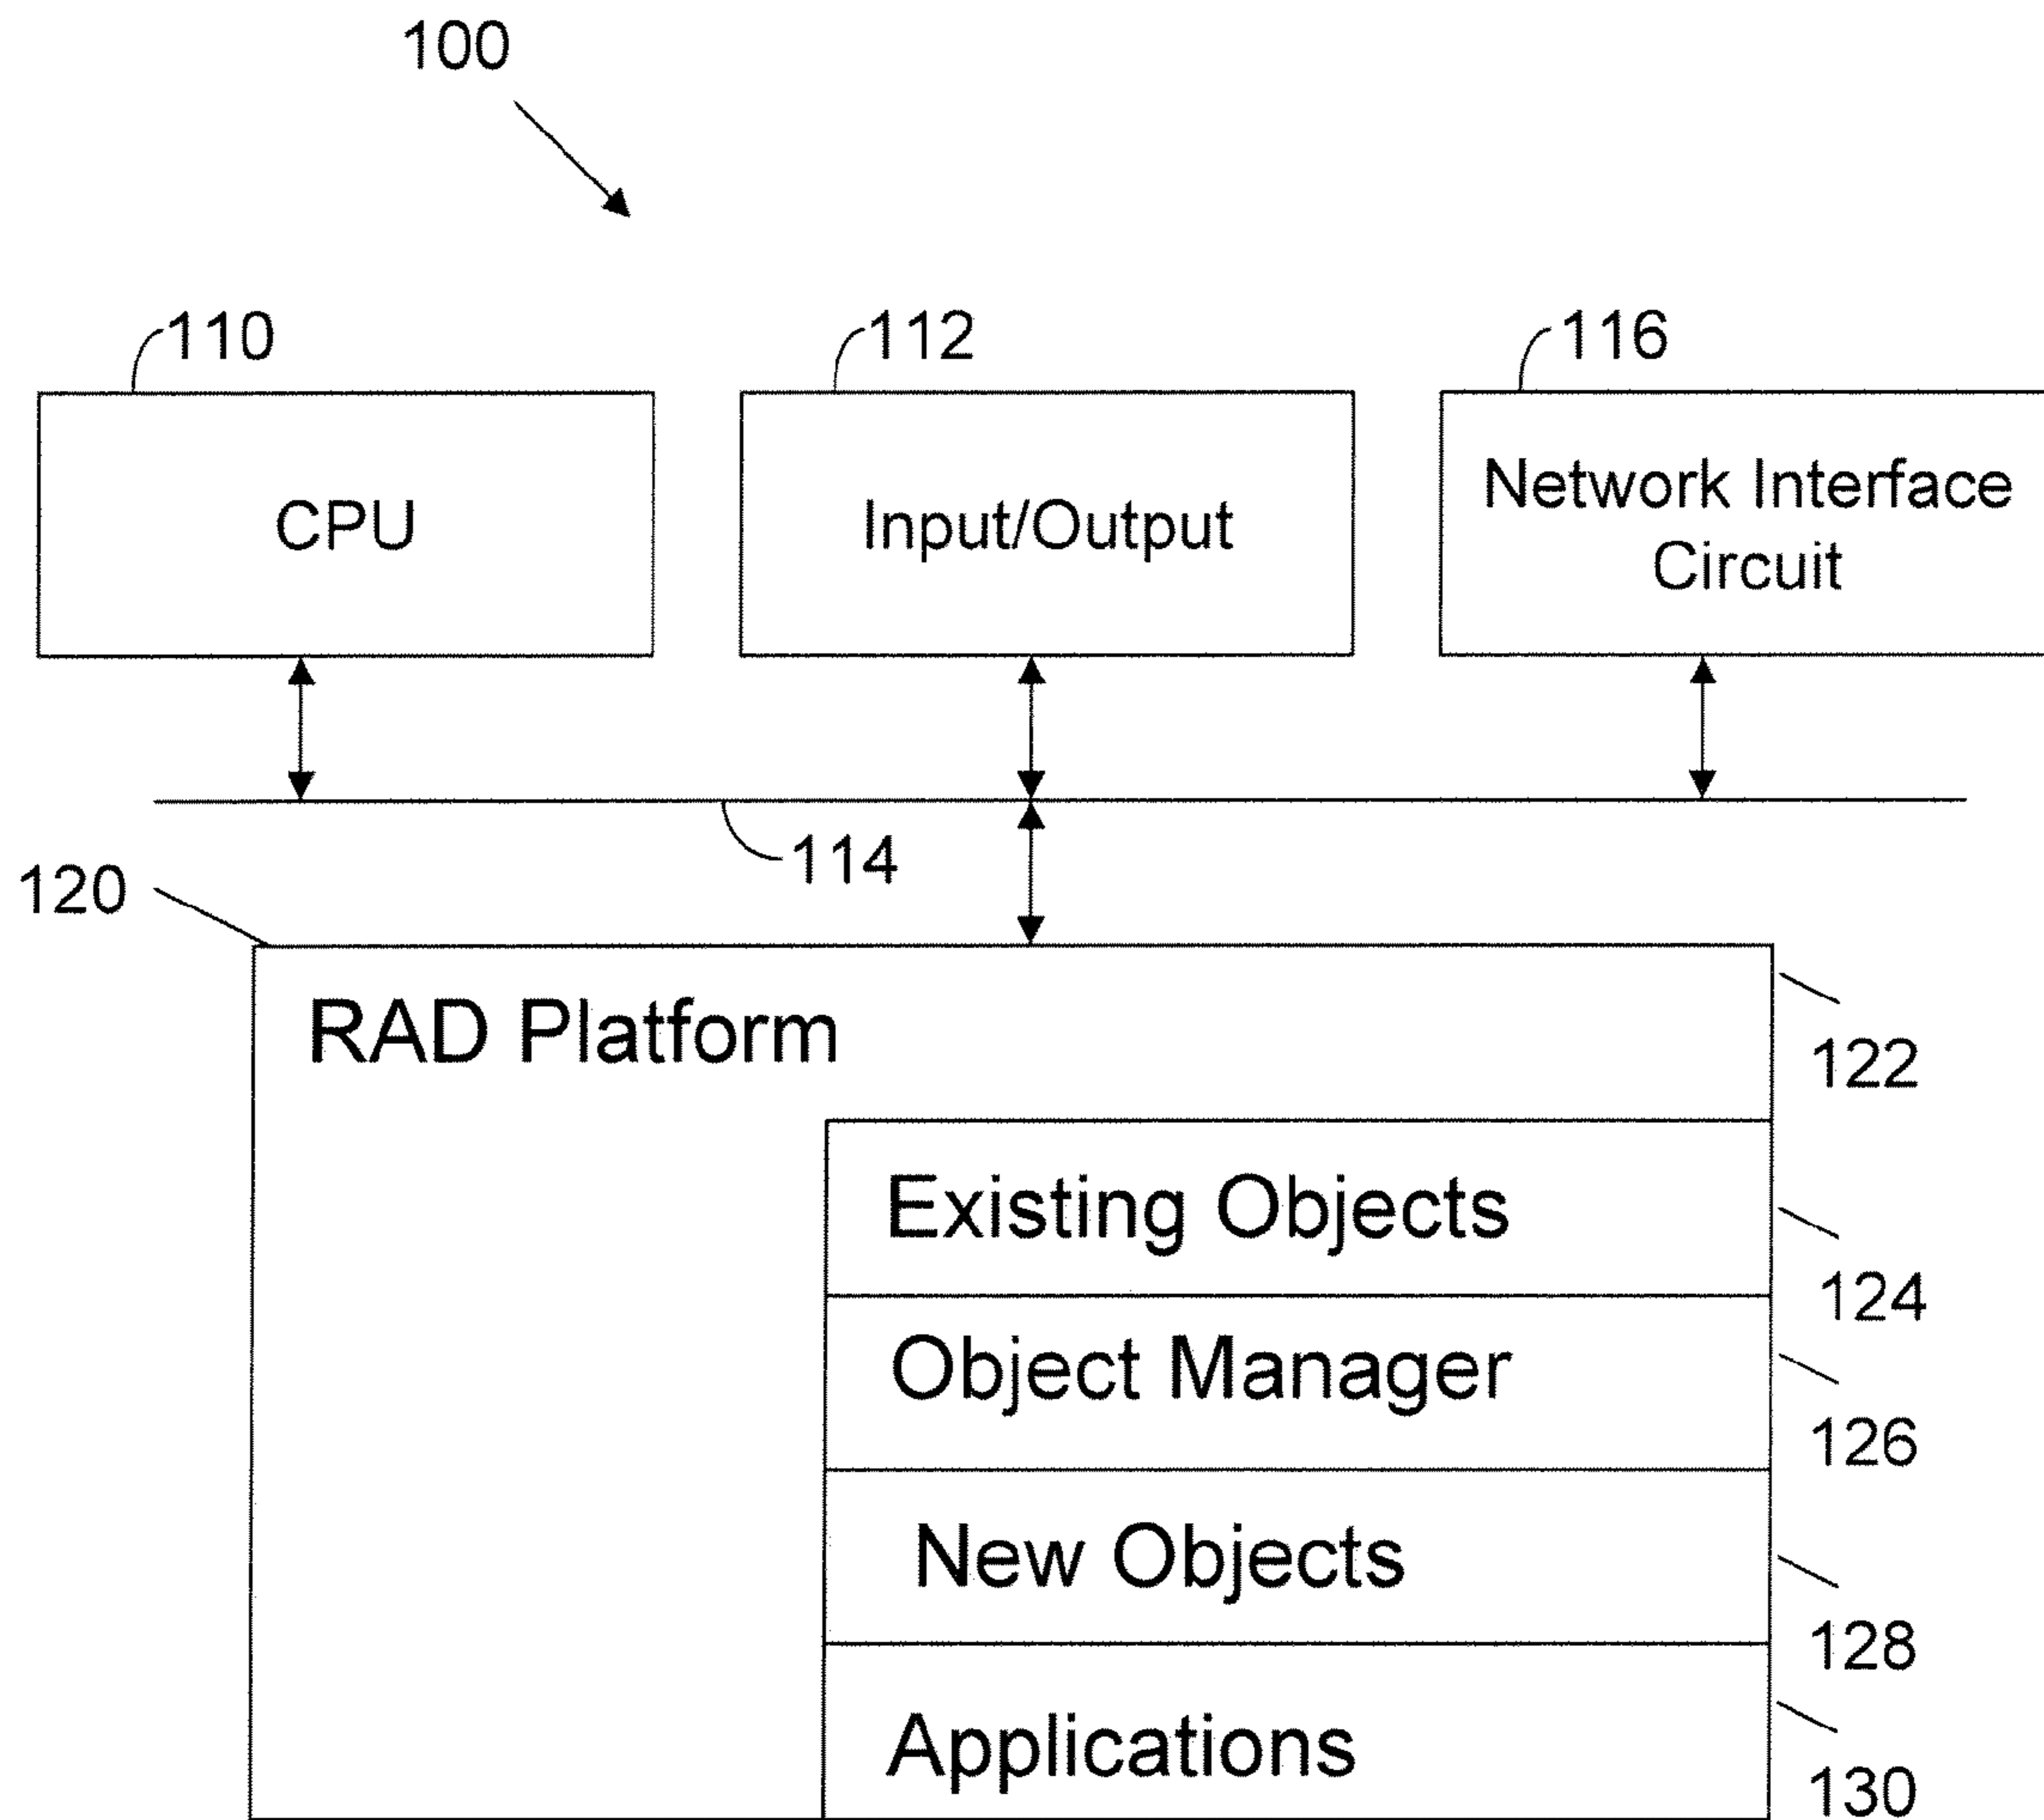 100
110
112
116
CPU
Input/Output
Network Interface
Circuit
114
120
RAD Platform
122
Existing Objects
124
Object Manager
126
New Objects
128
Applications
130